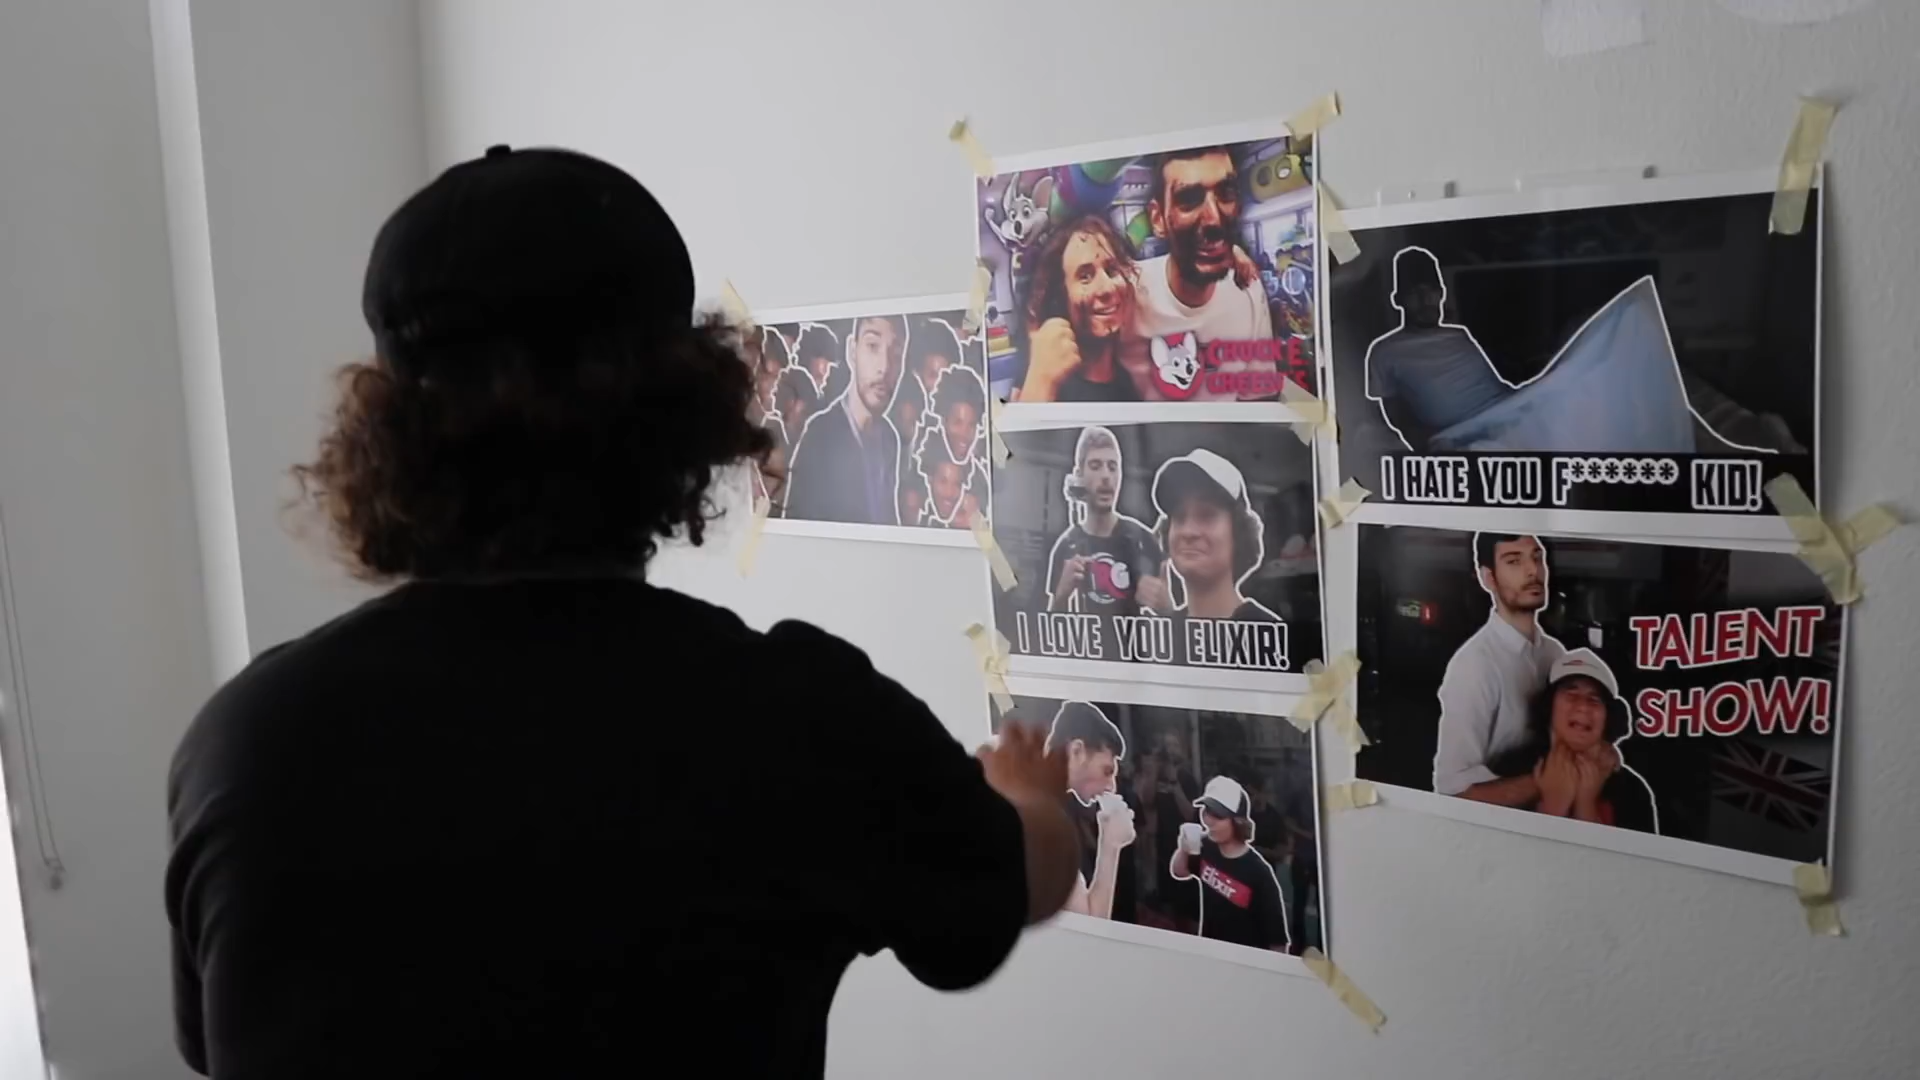 CHUCK E.
CHEESE'S
I LOVE YOU ELIXIR!
Elixir
I HATE YOU F****** KID!
TALENT
SHOW!